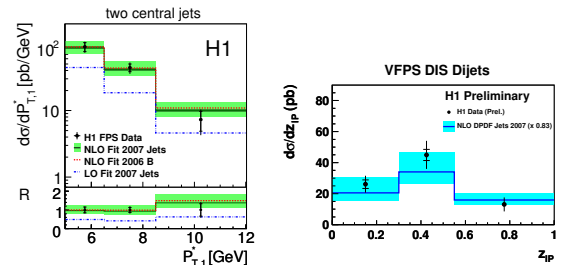 two central jets
H1
dσ/dP*T,1 [pb/GeV]
10²
10
1
H1 FPS Data
NLO Fit 2007 Jets
NLO Fit 2006 B
LO Fit 2007 Jets
R
2
1
0
6 8 10 12
P*T,1 [GeV]
VFPS DIS Dijets
H1 Preliminary
H1 Data (Prel.)
NLO DPDF Jets 2007 (x 0.83)
dσ/dzIP (pb)
80
60
40
20
0
0 0.2 0.4 0.6 0.8 1
zIP